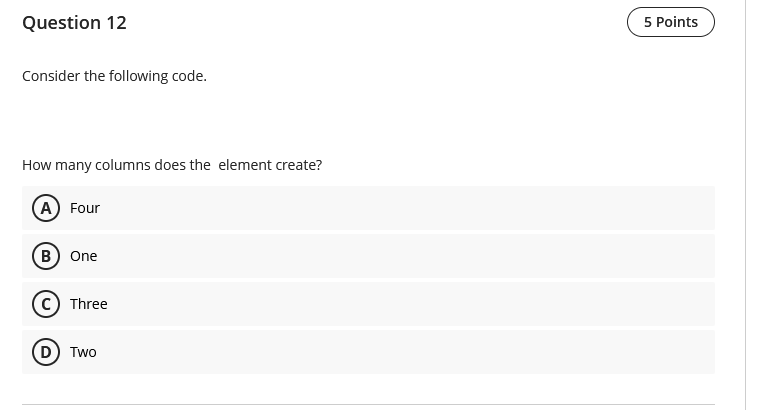 Question 12
5 Points
Consider the following code.
How many columns does the  element create?
A Four
B One
C Three
D Two